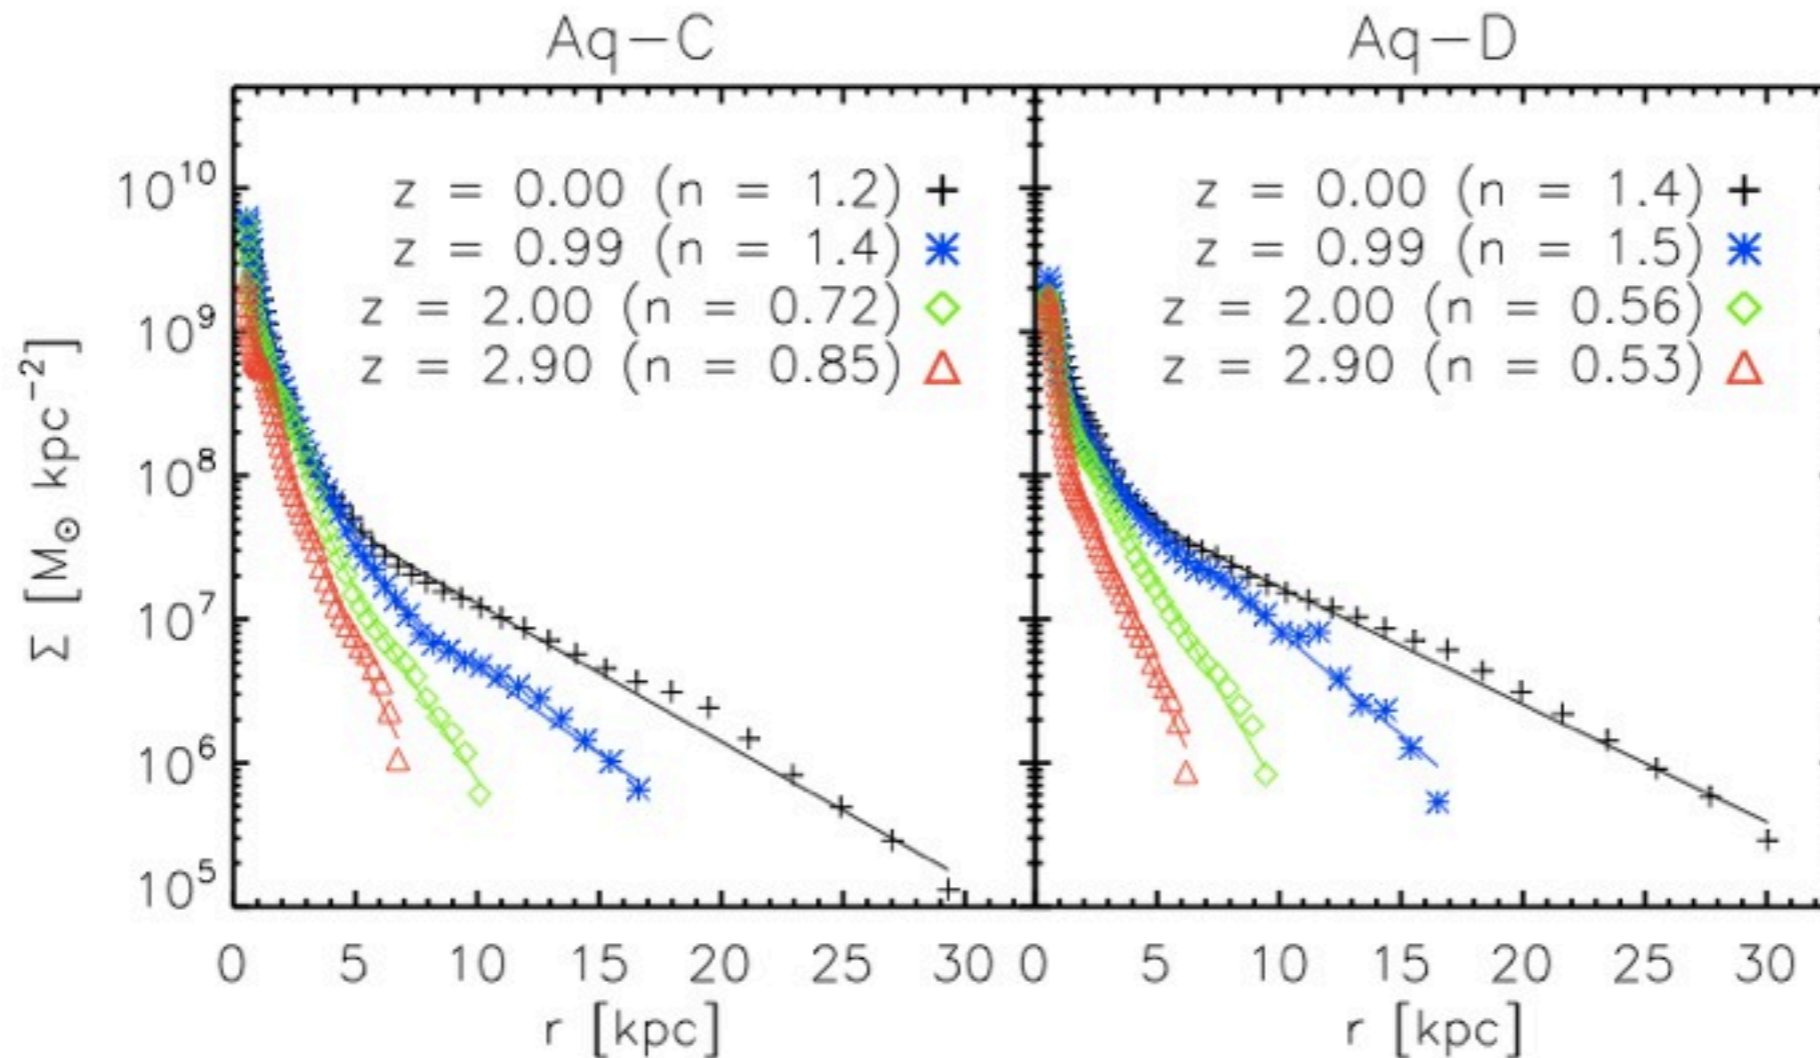 Aq−C
Aq−D
Σ [M⊙ kpc⁻²]
10¹⁰
10⁹
10⁸
10⁷
10⁶
10⁵
z = 0.00 (n = 1.2) +
z = 0.99 (n = 1.4)
z = 2.00 (n = 0.72)
z = 2.90 (n = 0.85)
z = 0.00 (n = 1.4) +
z = 0.99 (n = 1.5)
z = 2.00 (n = 0.56)
z = 2.90 (n = 0.53)
0 5 10 15 20 25 30
0 5 10 15 20 25 30
r [kpc]
r [kpc]